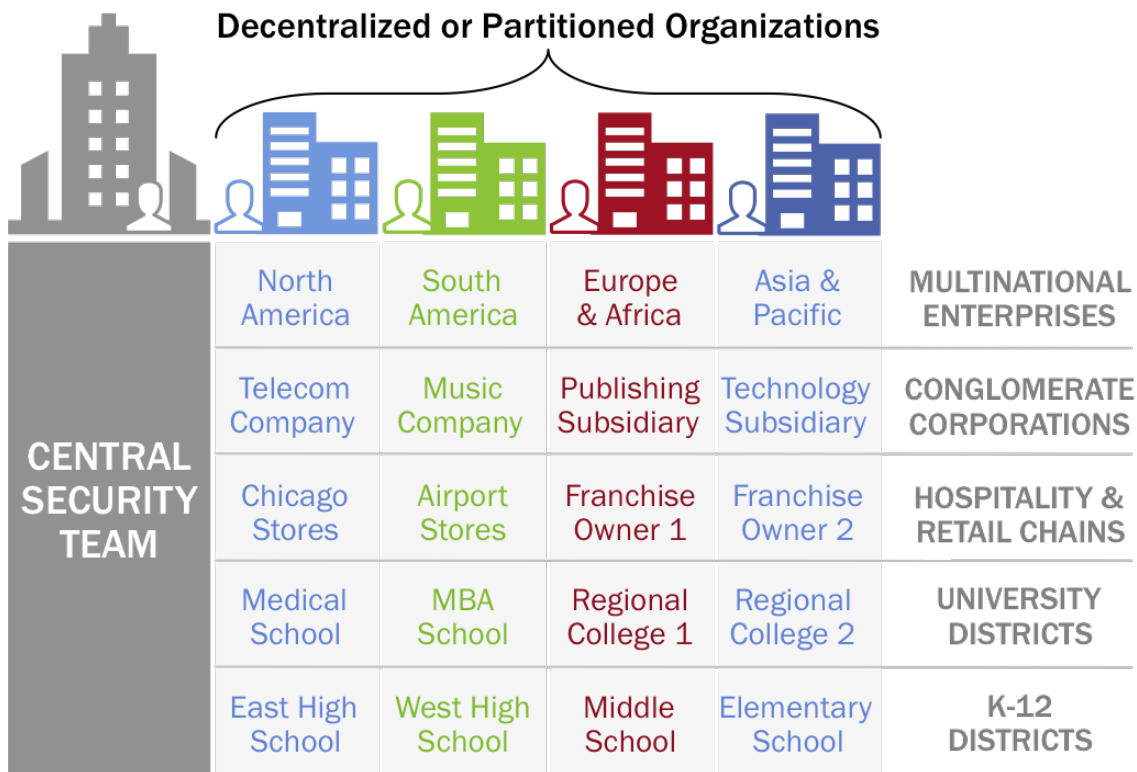 Decentralized or Partitioned Organizations
CENTRAL
SECURITY
TEAM
North
America
South
America
Europe
& Africa
Asia &
Pacific
MULTINATIONAL
ENTERPRISES
Telecom
Company
Music
Company
Publishing
Subsidiary
Technology
Subsidiary
CONGLOMERATE
CORPORATIONS
Chicago
Stores
Airport
Stores
Franchise
Owner 1
Franchise
Owner 2
HOSPITALITY &
RETAIL CHAINS
Medical
School
MBA
School
Regional
College 1
Regional
College 2
UNIVERSITY
DISTRICTS
East High
School
West High
School
Middle
School
Elementary
School
K-12
DISTRICTS